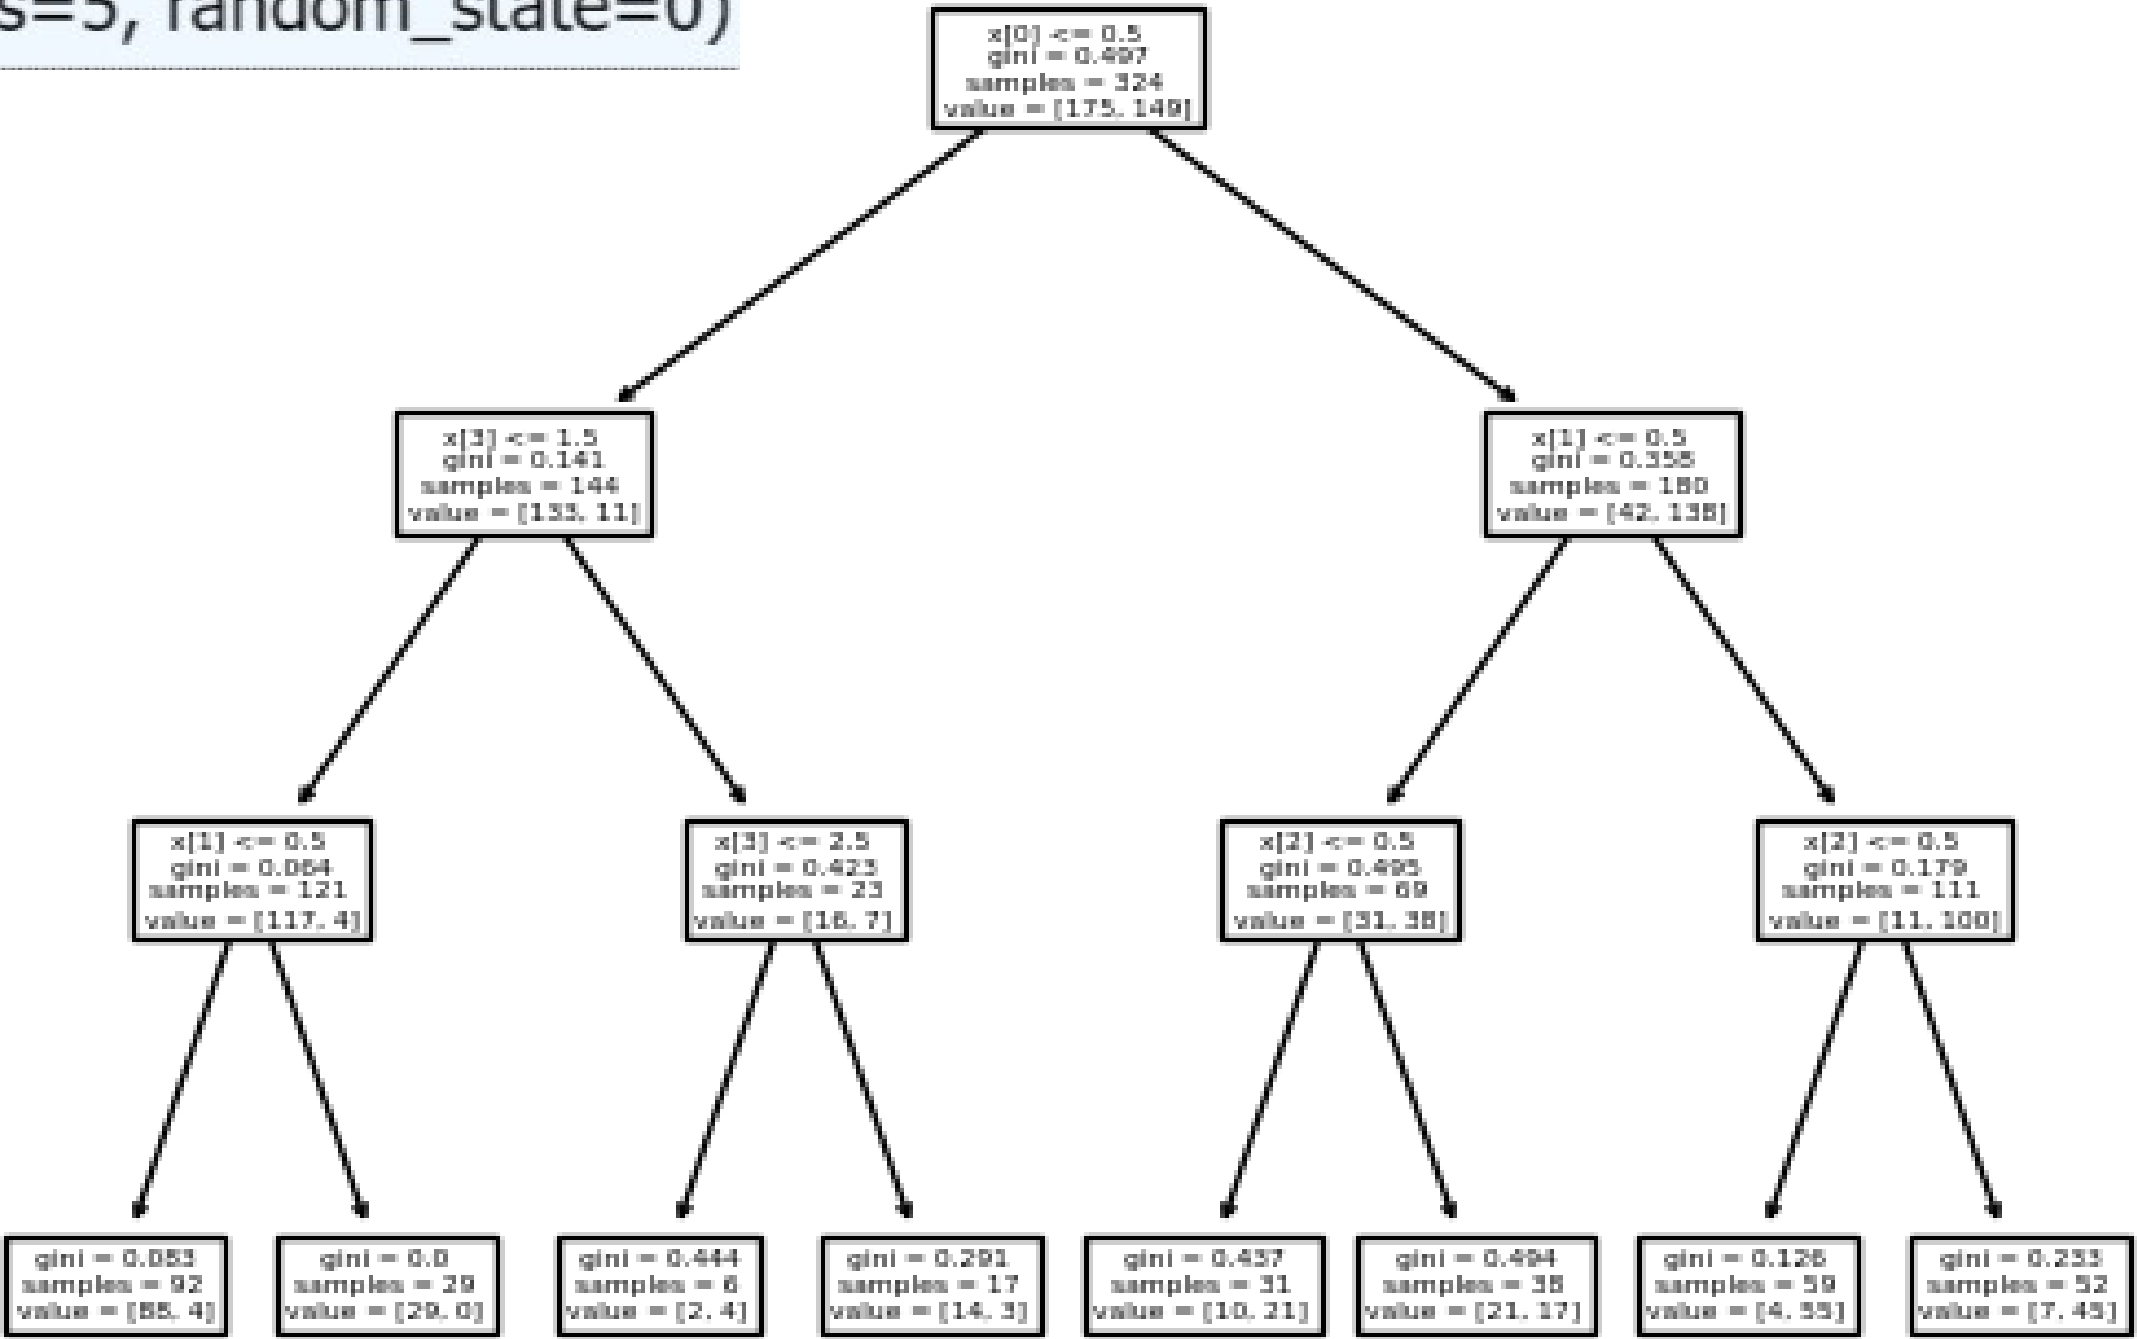 s=5, random_state=0)
x[0] <= 0.5
gini = 0.497
samples = 324
value = [175, 149]
x[3] <= 1.5
gini = 0.141
samples = 144
value = [133, 11]
x[1] <= 0.5
gini = 0.358
samples = 180
value = [42, 138]
x[1] <= 0.5
gini = 0.064
samples = 121
value = [117, 4]
x[3] <= 2.5
gini = 0.423
samples = 23
value = [16, 7]
x[2] <= 0.5
gini = 0.495
samples = 69
value = [31, 38]
x[2] <= 0.5
gini = 0.179
samples = 111
value = [11, 100]
gini = 0.083
samples = 92
value = [88, 4]
gini = 0.0
samples = 29
value = [29, 0]
gini = 0.444
samples = 6
value = [2, 4]
gini = 0.291
samples = 17
value = [14, 3]
gini = 0.437
samples = 31
value = [10, 21]
gini = 0.494
samples = 38
value = [21, 17]
gini = 0.126
samples = 59
value = [4, 55]
gini = 0.233
samples = 52
value = [7, 45]